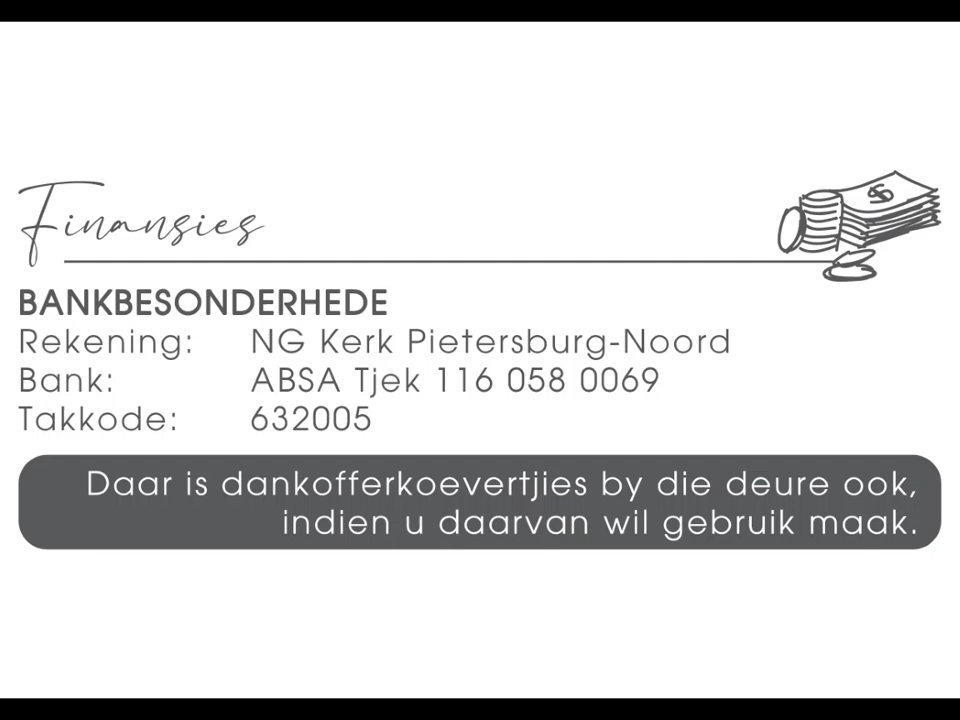 Finansies
BANKBESONDERHEDE
Rekening: NG Kerk Pietersburg-Noord
Bank: ABSA Tjek 116 058 0069
Takkode: 632005
Daar is dankofferkoevertjies by die deure ook,
indien u daarvan wil gebruik maak.